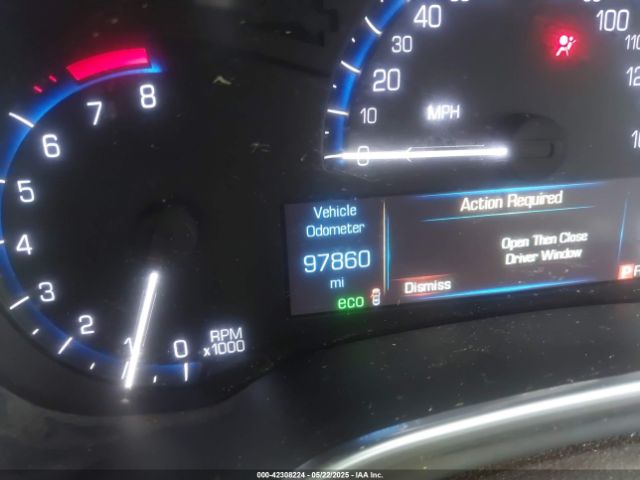 40
100
30
110
20
10
MPH
0
8
7
6
5
4
3
2
1
0
RPM
x1000
Vehicle
Odometer
97860
mi
eco
Action Required
Open Then Close
Driver Window
Dismiss
P
000-42308224 - 05/22/2025 - IAA Inc.